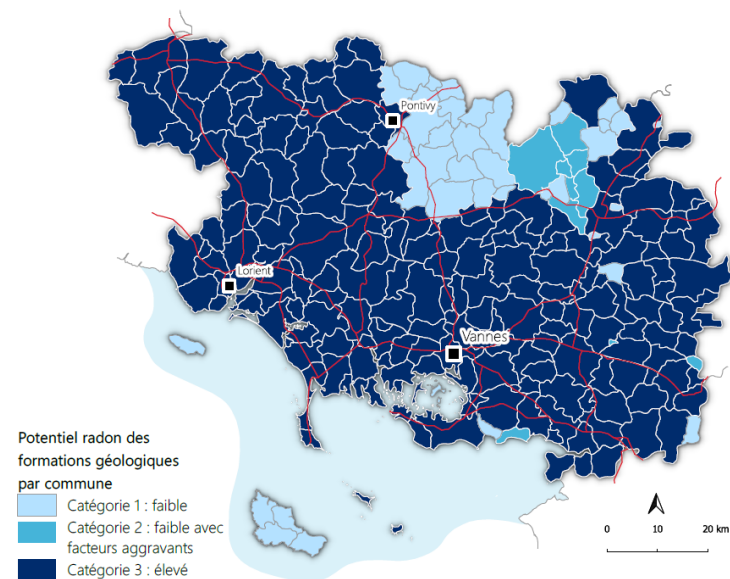 Pontivy
Lorient
Vannes
Potentiel radon des
formations géologiques
par commune
Catégorie 1 : faible
Catégorie 2 : faible avec
facteurs aggravants
Catégorie 3 : élevé
0 10 20 km